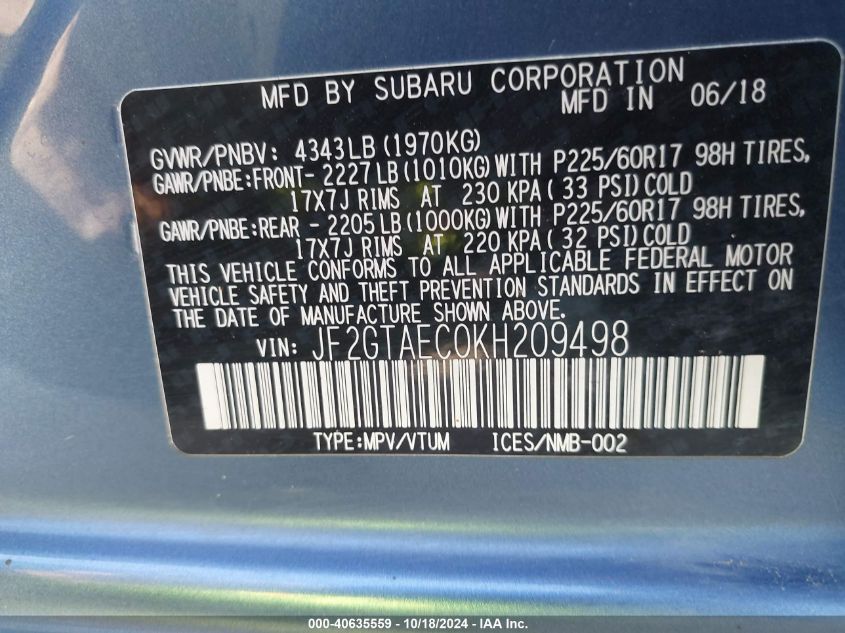 MFD BY SUBARU CORPORATION
MFD IN 06/18
GVWR/PNBV: 4343LB (1970KG)
GAWR/PNBE:FRONT- 2227LB (1010KG) WITH P225/60R17 98H TIRES,
17X7J RIMS AT 230 KPA ( 33 PSI) COLD
GAWR/PNBE:REAR - 2205LB (1000KG) WITH P225/60R17 98H TIRES,
17X7J RIMS AT 220 KPA ( 32 PSI) COLD
THIS VEHICLE CONFORMS TO ALL APPLICABLE FEDERAL MOTOR
VEHICLE SAFETY AND THEFT PREVENTION STANDARDS IN EFFECT ON
THE DATE OF MANUFACTURE SHOWN ABOVE.
VIN: JF2GTAEC0KH209498
TYPE:MPV/VTUM ICES/NMB-002
000-40635559 - 10/18/2024 - IAA Inc.